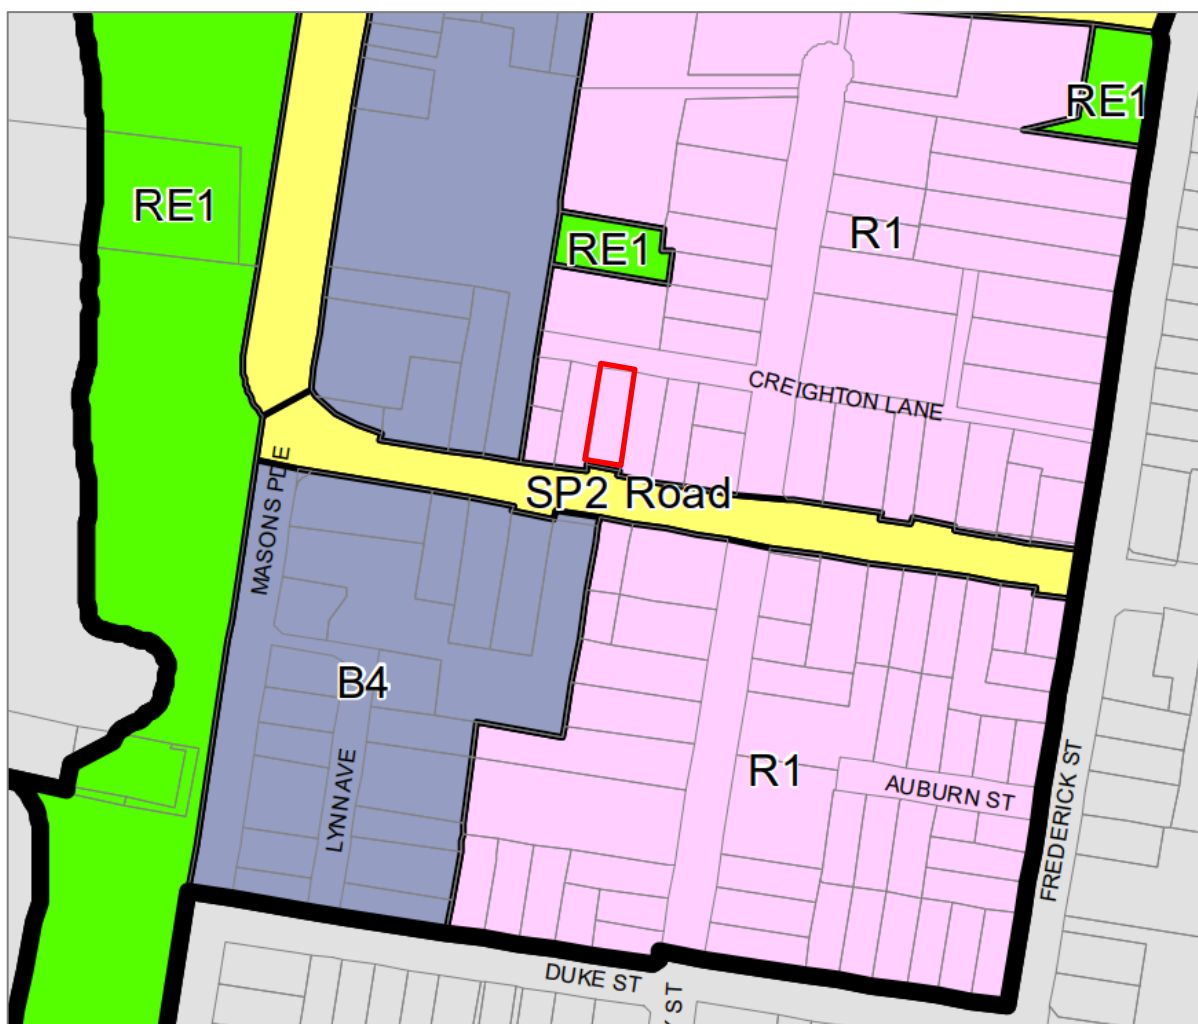 RE1
RE1
R1
RE1
CREIGHTON LANE
SP2 Road
MASONS PDE
B4
R1
LYNN AVE
AUBURN ST
FREDERICK ST
DUKE ST
ST